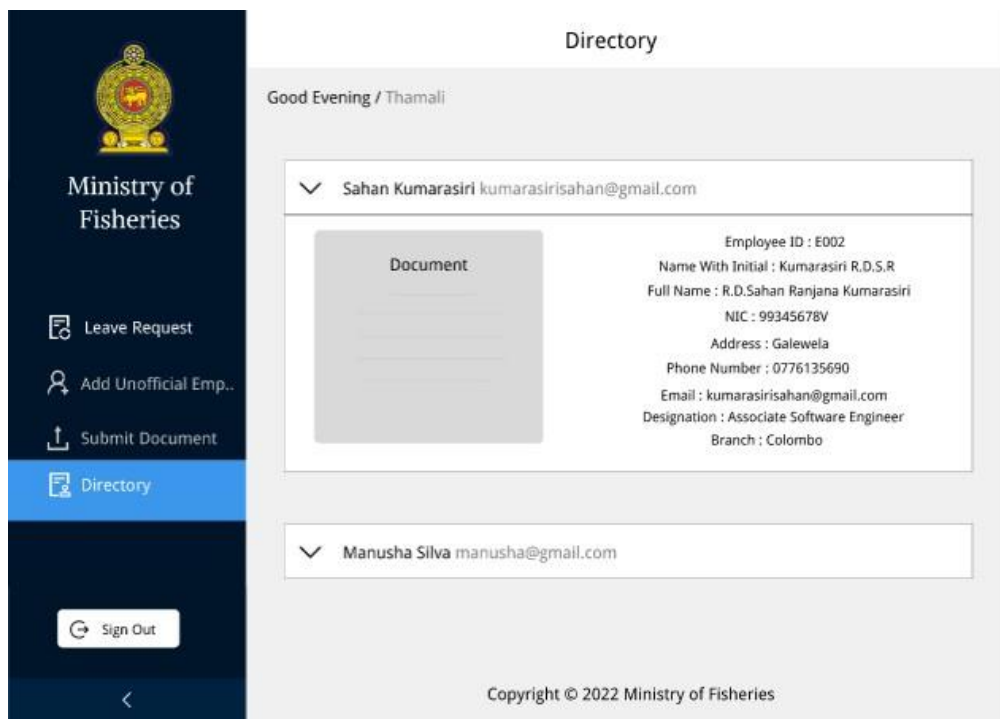 Ministry of
Fisheries
Leave Request
Add Unofficial Emp..
Submit Document
Directory
Sign Out
Directory
Good Evening / Thamali
Sahan Kumarasiri kumarasirisahan@gmail.com
Document
Employee ID : E002
Name With Initial : Kumarasiri R.D.S.R
Full Name : R.D.Sahan Ranjana Kumarasiri
NIC : 99345678V
Address : Galewela
Phone Number : 0776135690
Email : kumarasirisahan@gmail.com
Designation : Associate Software Engineer
Branch : Colombo
Manusha Silva manusha@gmail.com
Copyright © 2022 Ministry of Fisheries